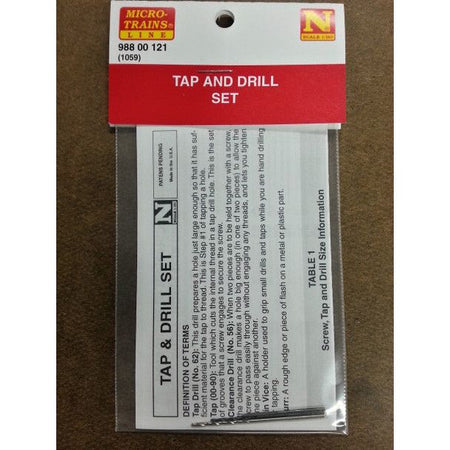 MICRO-
TRAINS®
LINE
988 00 121
(1059)
N
SCALE 1:160
TAP AND DRILL
SET
TAP & DRILL SET
N
PATENTS PENDING
Made in the U.S.A.
DEFINITION OF TERMS
Tap Drill (No. 62): This drill prepares a hole just large enough so that it has suf-
ficient material for the tap to thread. This is Step #1 of tapping a hole.
Tap (00-90): Tool which cuts the internal thread in a tap drill hole. This is the set
of grooves that a screw engages to secure the screw.
Clearance Drill (No. 56): When two pieces are to be held together with a screw,
the clearance drill makes a hole big enough (in one of two pieces) to allow the
screw to pass easily through without engaging any threads, and lets you tighten
one piece against another.
in Vice: A holder used to grip small drills and taps while you are hand drilling
tapping.
urr: A rough edge or piece of flash on a metal or plastic part.
TABLE 1
Screw, Tap and Drill Size Information